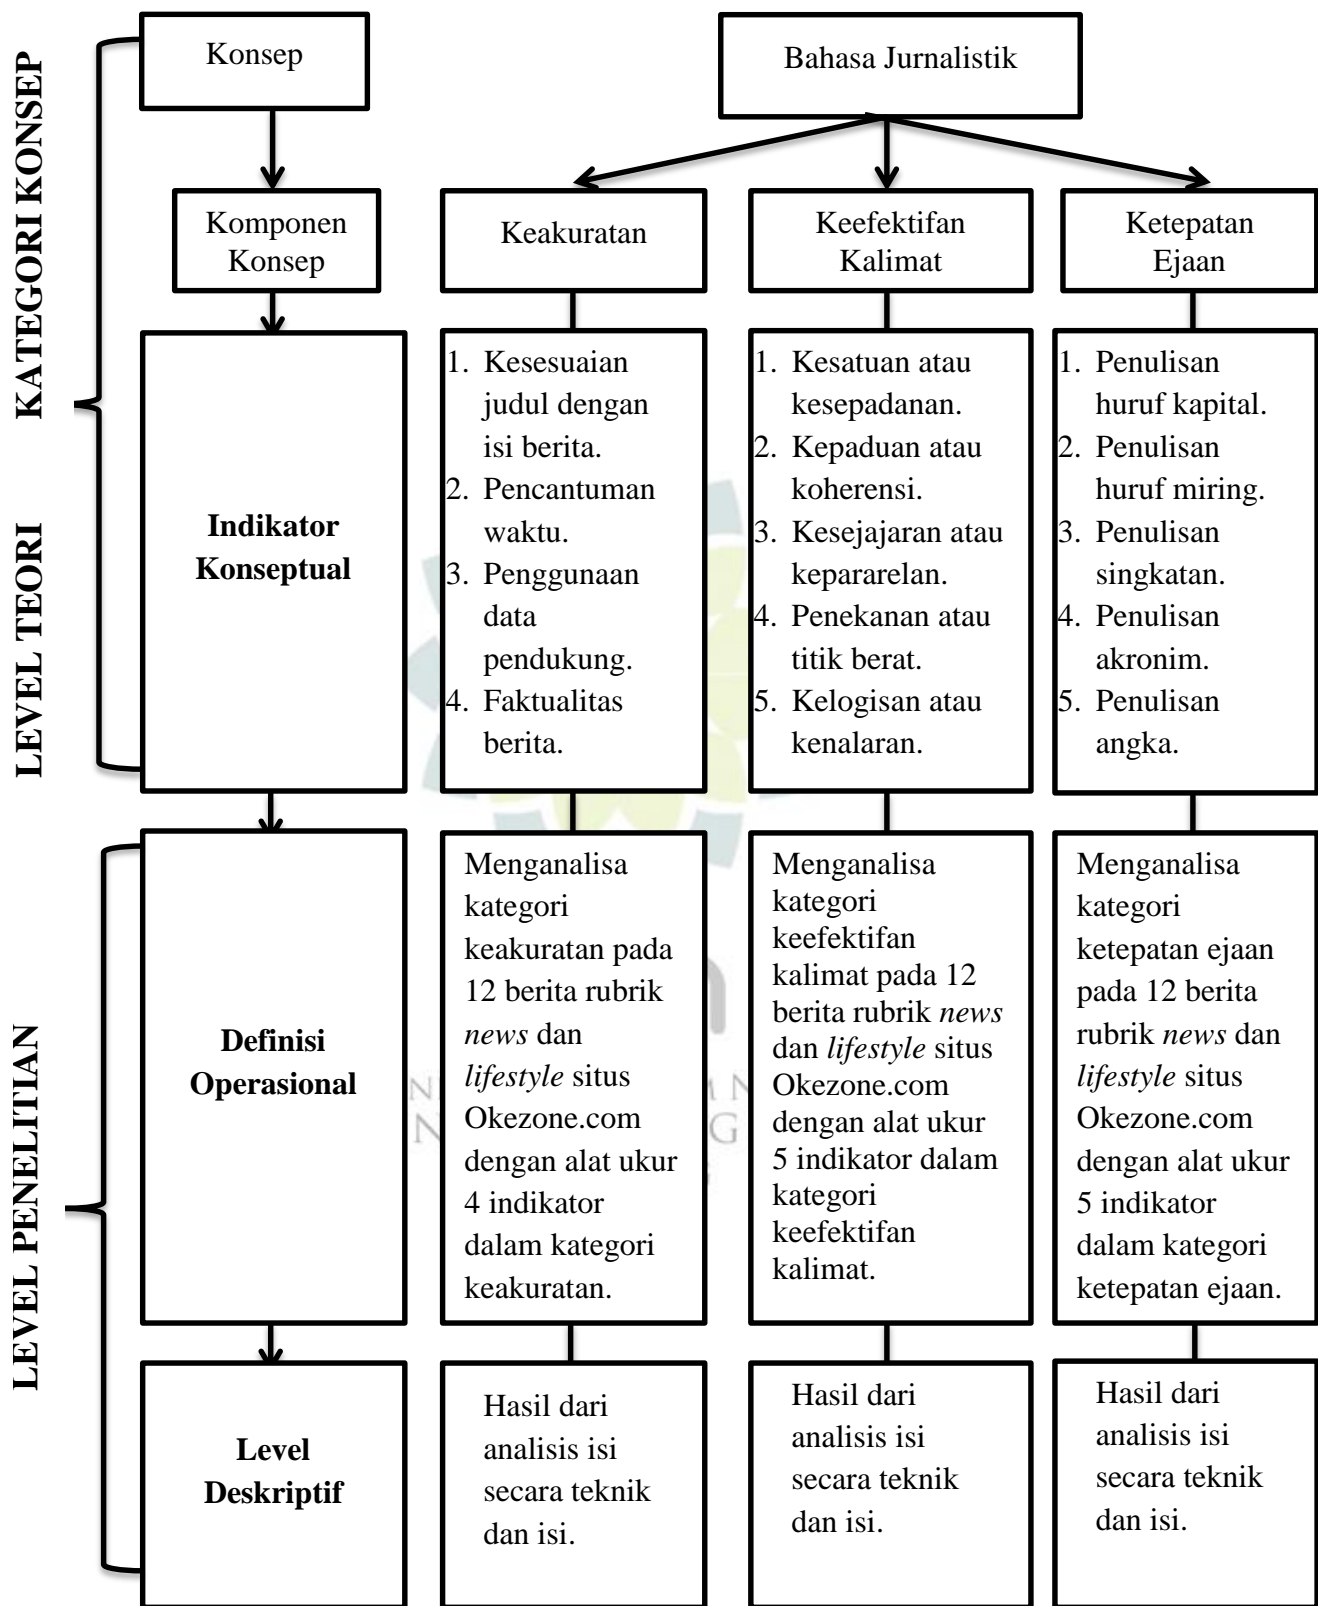 KATEGORI KONSEP
LEVEL TEORI
LEVEL PENELITIAN
Konsep
Bahasa Jurnalistik
Komponen
Konsep
Keakuratan
Keefektifan
Kalimat
Ketepatan
Ejaan
Indikator
Konseptual
1. Kesesuaian
judul dengan
isi berita.
2. Pencantuman
waktu.
3. Penggunaan
data
pendukung.
4. Faktualitas
berita.
1. Kesatuan atau
kesepadanan.
2. Kepaduan atau
koherensi.
3. Kesejajaran atau
kepararelan.
4. Penekanan atau
titik berat.
5. Kelogisan atau
kenalaran.
1. Penulisan
huruf kapital.
2. Penulisan
huruf miring.
3. Penulisan
singkatan.
4. Penulisan
akronim.
5. Penulisan
angka.
Definisi
Operasional
Menganalisa
kategori
keakuratan pada
12 berita rubrik
news dan
lifestyle situs
Okezone.com
dengan alat ukur
4 indikator
dalam kategori
keakuratan.
Menganalisa
kategori
keefektifan
kalimat pada 12
berita rubrik news
dan lifestyle situs
Okezone.com
dengan alat ukur
5 indikator dalam
kategori
keefektifan
kalimat.
Menganalisa
kategori
ketepatan ejaan
pada 12 berita
rubrik news dan
lifestyle situs
Okezone.com
dengan alat ukur
5 indikator
dalam kategori
ketepatan ejaan.
Level
Deskriptif
Hasil dari
analisis isi
secara teknik
dan isi.
Hasil dari
analisis isi
secara teknik
dan isi.
Hasil dari
analisis isi
secara teknik
dan isi.